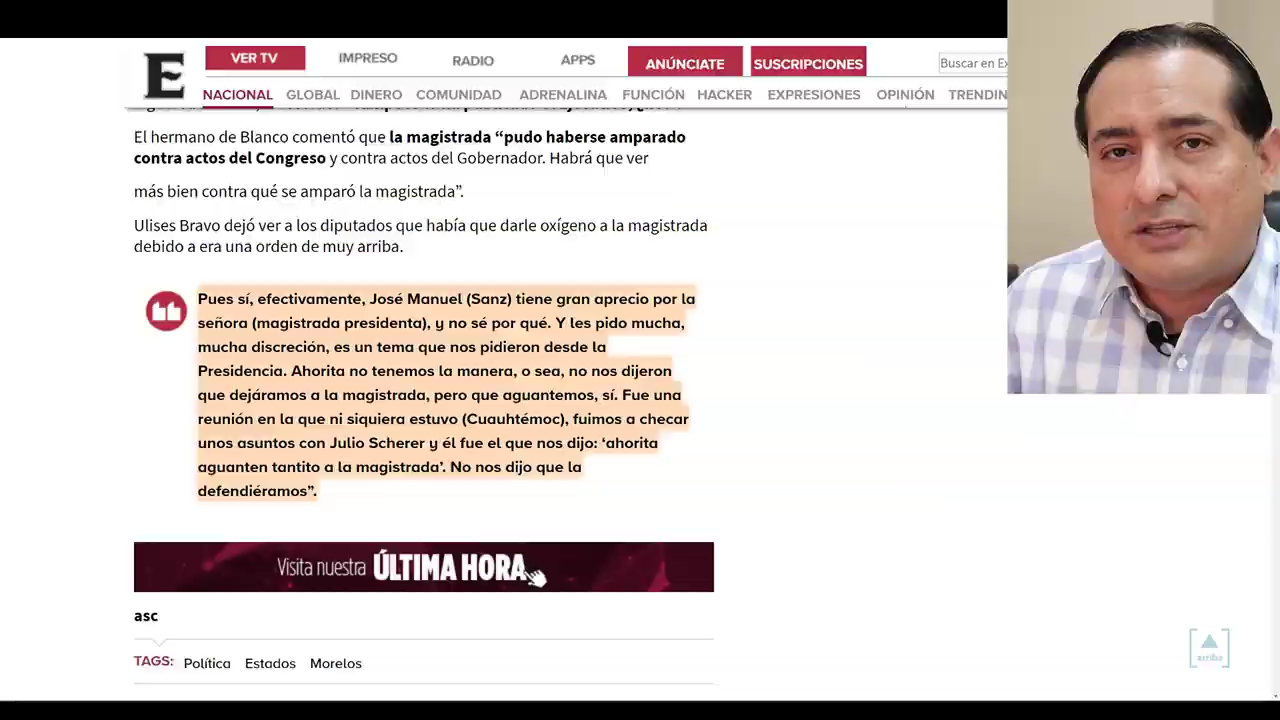 E
VER TV
IMPRESO
RADIO
APPS
ANÚNCIATE
SUSCRIPCIONES
Buscar en Ex
NACIONAL GLOBAL DINERO COMUNIDAD ADRENALINA FUNCIÓN HACKER EXPRESIONES OPINIÓN TRENDIN
El hermano de Blanco comentó que la magistrada “pudo haberse amparado
contra actos del Congreso y contra actos del Gobernador. Habrá que ver
más bien contra qué se amparó la magistrada”.
Ulises Bravo dejó ver a los diputados que había que darle oxígeno a la magistrada
debido a era una orden de muy arriba.
Pues sí, efectivamente, José Manuel (Sanz) tiene gran aprecio por la
señora (magistrada presidenta), y no sé por qué. Y les pido mucha,
mucha discreción, es un tema que nos pidieron desde la
Presidencia. Ahorita no tenemos la manera, o sea, no nos dijeron
que dejáramos a la magistrada, pero que aguantemos, sí. Fue una
reunión en la que ni siquiera estuvo (Cuauhtémoc), fuimos a checar
unos asuntos con Julio Scherer y él fue el que nos dijo: ‘ahorita
aguanten tantito a la magistrada’. No nos dijo que la
defendiéramos”.
Visita nuestra ÚLTIMA HORA
asc
TAGS: Política Estados Morelos
arriba